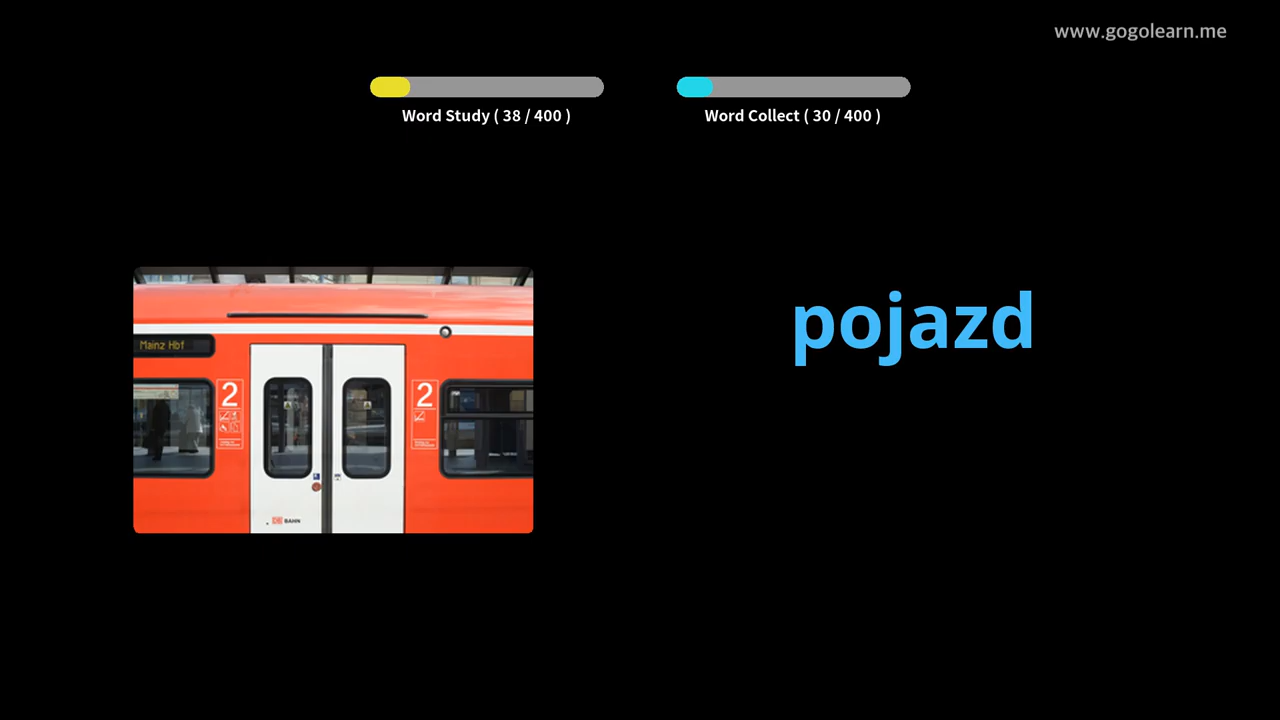 www.gogolearn.me
Word Study ( 38 / 400 )
Word Collect ( 30 / 400 )
pojazd
Mainz Hbf
2
2
DB BAHN